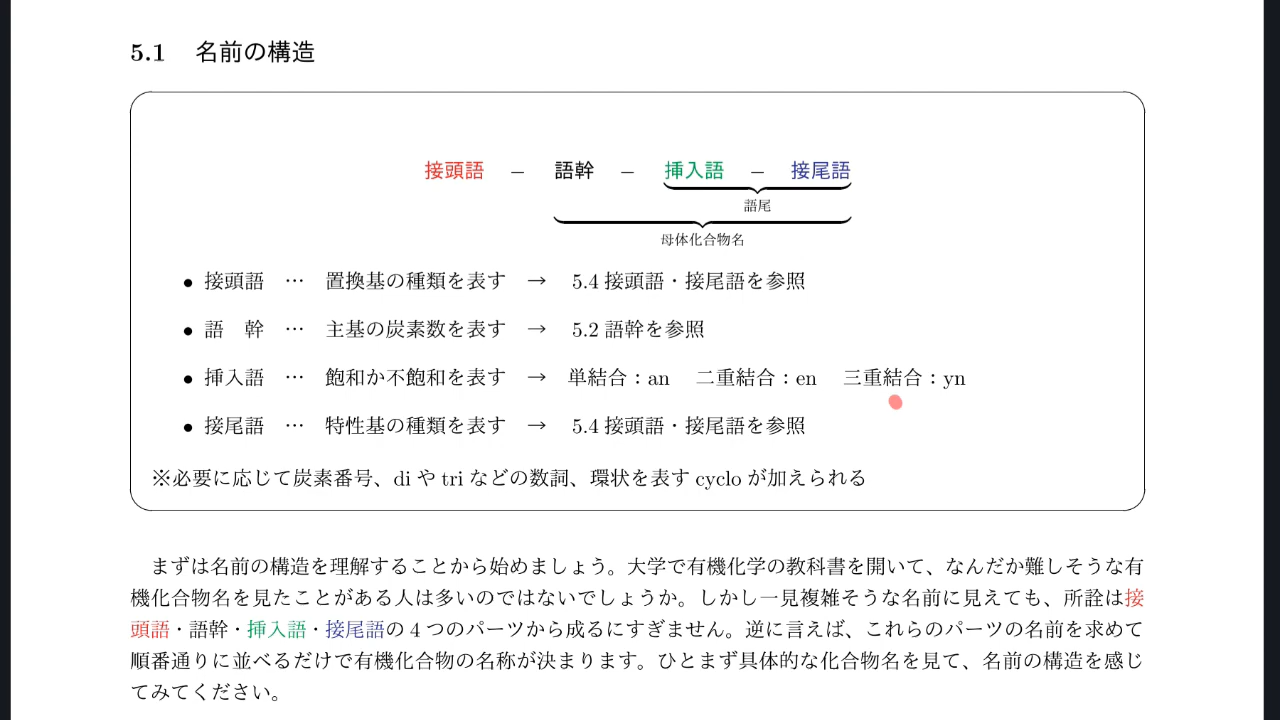 5.1 名前の構造
接頭語 – 語幹 – 挿入語 – 接尾語
語尾
母体化合物名
• 接頭語 … 置換基の種類を表す → 5.4 接頭語・接尾語を参照
• 語 幹 … 主基の炭素数を表す → 5.2 語幹を参照
• 挿入語 … 飽和か不飽和を表す → 単結合：an 二重結合：en 三重結合：yn
• 接尾語 … 特性基の種類を表す → 5.4 接頭語・接尾語を参照
※必要に応じて炭素番号、di や tri などの数詞、環状を表す cyclo が加えられる
まずは名前の構造を理解することから始めましょう。大学で有機化学の教科書を開いて、なんだか難しそうな有
機化合物名を見たことがある人は多いのではないでしょうか。しかし一見複雑そうな名前に見えても、所詮は接
頭語・語幹・挿入語・接尾語の 4 つのパーツから成るにすぎません。逆に言えば、これらのパーツの名前を求めて
順番通りに並べるだけで有機化合物の名称が決まります。ひとまず具体的な化合物名を見て、名前の構造を感じ
てみてください。